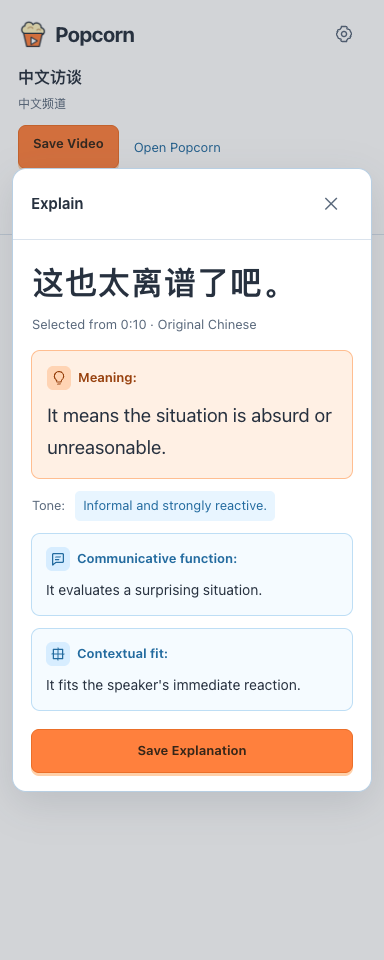 Popcorn
中文访谈
中文频道
Save Video
Open Popcorn
Explain
这也太离谱了吧。
Selected from 0:10 · Original Chinese
Meaning:
It means the situation is absurd or
unreasonable.
Tone:
Informal and strongly reactive.
Communicative function:
It evaluates a surprising situation.
Contextual fit:
It fits the speaker's immediate reaction.
Save Explanation